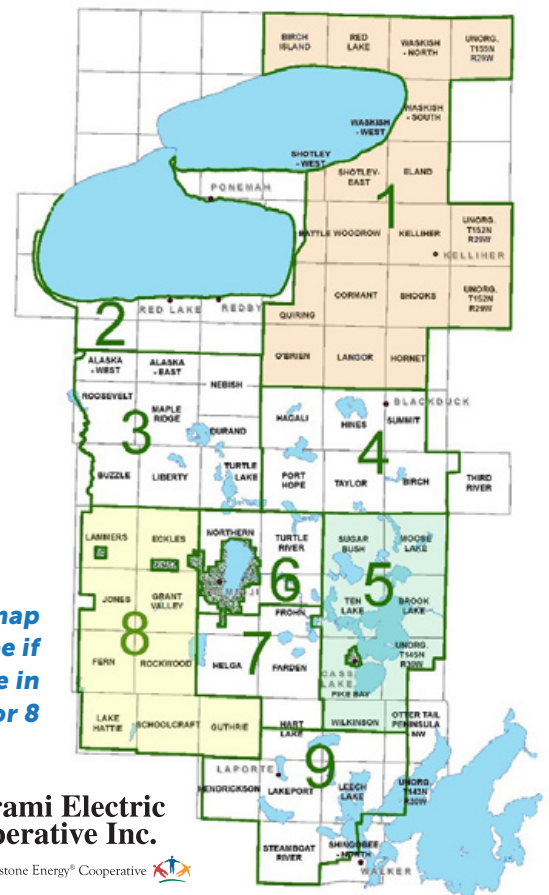 BIRCH
ISLAND
RED
LAKE
WASKISH
- NORTH
UNORG.
T155N
R29W
WASKISH
- SOUTH
WASKISH
- WEST
SHOTLEY
- WEST
SHOTLEY-
EAST
ELAND
1
PONEMAH
BATTLE
WOODROW
KELLIHER
UNORG.
T152N
R29W
KELLIHER
CORMANT
SHOOKS
UNORG.
T152N
R29W
RED LAKE
REDBY
QUIRING
2
O'BRIEN
LANGOR
HORNET
ALASKA
- WEST
ALASKA
- EAST
NEBISH
ROOSEVELT
MAPLE
RIDGE
DURAND
3
HAGALI
HINES
SUMMIT
BLACKDUCK
4
BUZZLE
LIBERTY
TURTLE
LAKE
PORT
HOPE
TAYLOR
BIRCH
THIRD
RIVER
LAMMERS
ECKLES
NORTHERN
TURTLE
RIVER
SUGAR
BUSH
MOOSE
LAKE
JONES
GRANT
VALLEY
6
5
FROHN
TEN
LAKE
BROOK
LAKE
8
7
FERN
ROCKWOOD
HELGA
FARDEN
CASS
LAKE
PIKE BAY
UNORG.
T145N
R30W
LAKE
HATTIE
SCHOOLCRAFT
GUTHRIE
HART
LAKE
WILKINSON
OTTER TAIL
PENINSULA
- NW
9
LAPORTE
HENDRICKSON
LAKEPORT
LEECH
LAKE
UNORG.
T143N
R30W
STEAMBOAT
RIVER
SHINGOBEE
- NORTH
WALKER
map
e if
e in
or 8
rami Electric
perative Inc.
stone Energy® Cooperative